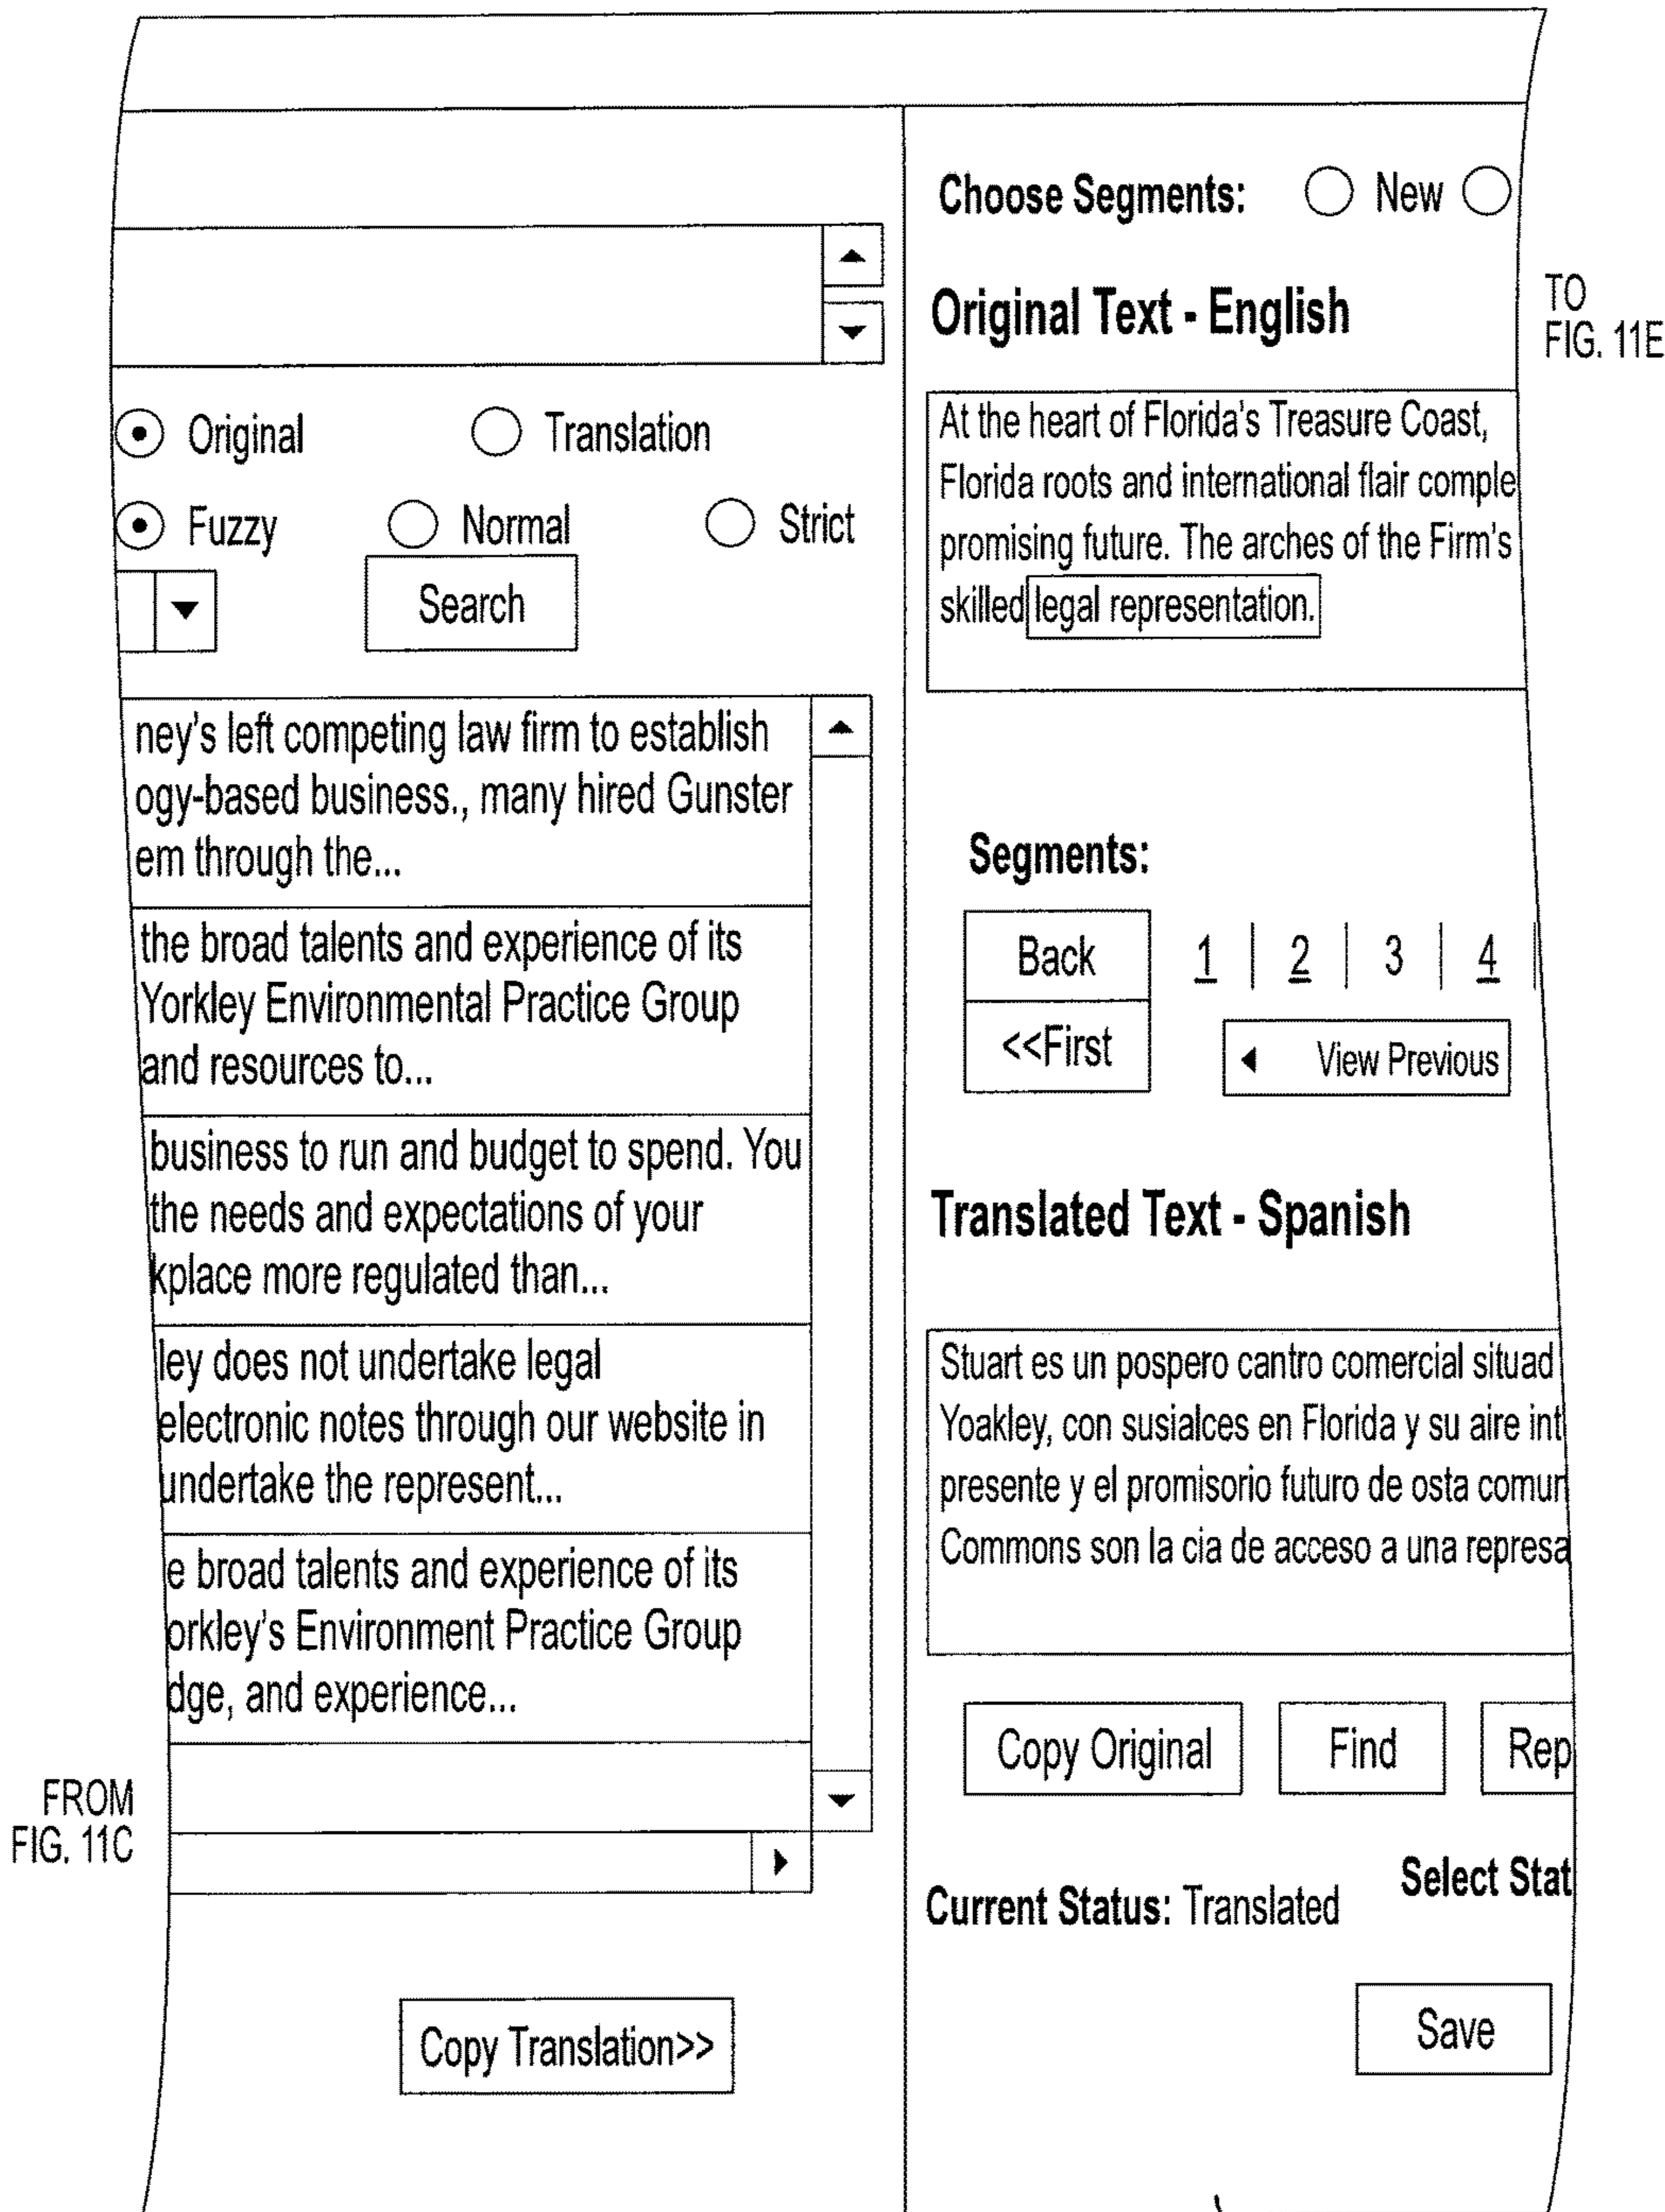 Original Translation
Fuzzy Normal Strict
Search
ney's left competing law firm to establish
ogy-based business., many hired Gunster
em through the...
the broad talents and experience of its
Yorkley Environmental Practice Group
and resources to...
business to run and budget to spend. You
the needs and expectations of your
kplace more regulated than...
ley does not undertake legal
electronic notes through our website in
undertake the represent...
e broad talents and experience of its
orkley's Environment Practice Group
dge, and experience...
FROM
FIG. 11C
Copy Translation>>
Choose Segments: New
Original Text - English
TO
FIG. 11E
At the heart of Florida's Treasure Coast,
Florida roots and international flair comple
promising future. The arches of the Firm's
skilled legal representation.
Segments:
Back 1 | 2 | 3 | 4 |
<<First View Previous
Translated Text - Spanish
Stuart es un pospero cantro comercial situad
Yoakley, con susialces en Florida y su aire int
presente y el promisorio futuro de osta comun
Commons son la cia de acceso a una represa
Copy Original Find Rep
Current Status: Translated Select Stat
Save